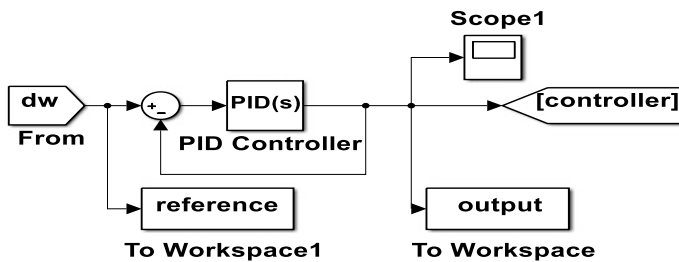 Scope1
dw
From
+
−
PID(s)
PID Controller
[controller]
reference
To Workspace1
output
To Workspace